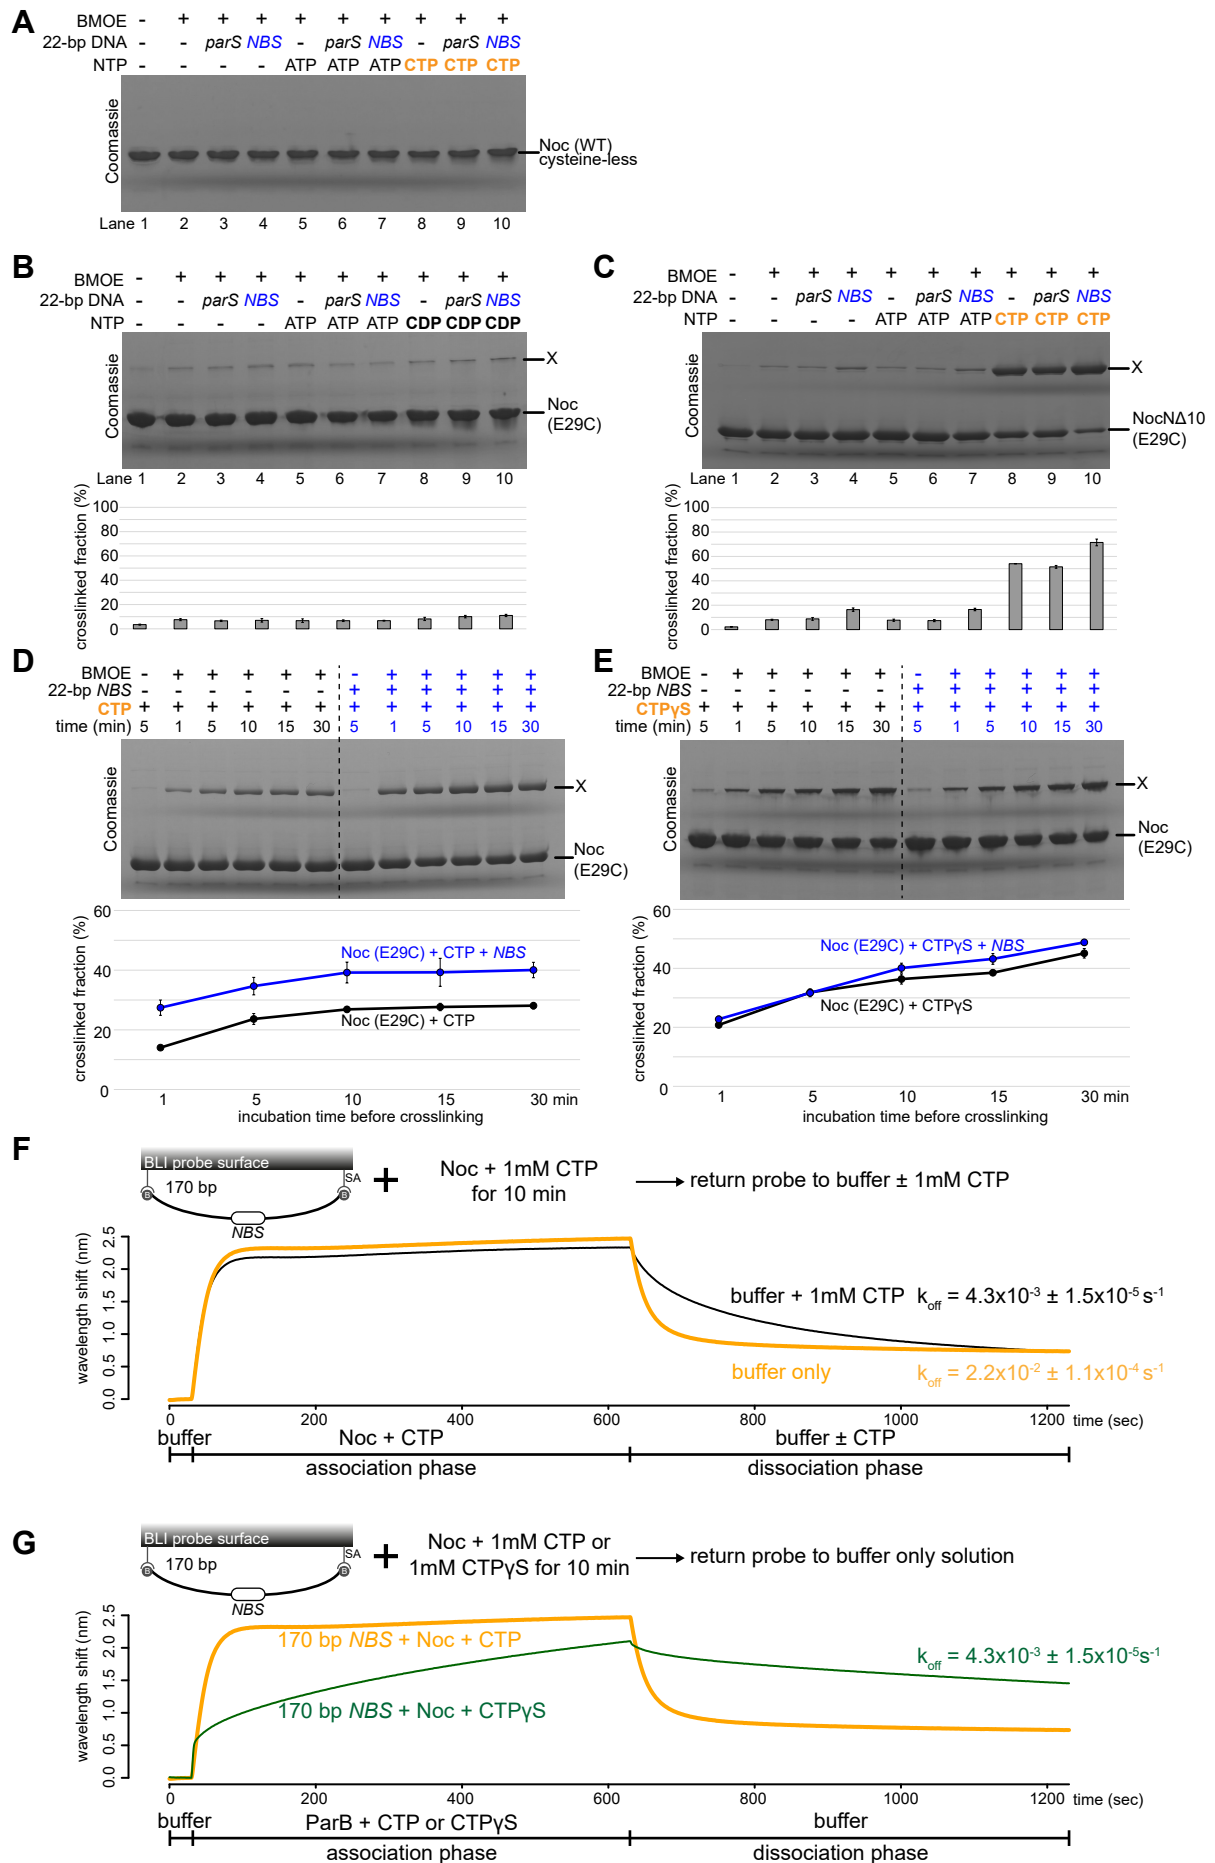 A
BMOE - + + + + + + + + +
22-bp DNA - parS NBS - parS NBS - parS NBS
NTP - - - - ATP ATP ATP CTP CTP CTP
Coomassie
Noc (WT)
cysteine-less
Lane 1 2 3 4 5 6 7 8 9 10
B
BMOE - + + + + + + + + +
22-bp DNA - parS NBS - parS NBS - parS NBS
NTP - - - - ATP ATP ATP CDP CDP CDP
Coomassie
X
Noc
(E29C)
Lane 1 2 3 4 5 6 7 8 9 10
crosslinked fraction (%)
100
80
60
40
20
0
C
BMOE - + + + + + + + + +
22-bp DNA - parS NBS - parS NBS - parS NBS
NTP - - - - ATP ATP ATP CTP CTP CTP
Coomassie
X
NocNΔ10
(E29C)
Lane 1 2 3 4 5 6 7 8 9 10
crosslinked fraction (%)
100
80
60
40
20
0
D
BMOE - + + + + + - + + + + +
22-bp NBS - - - - - - + + + + + +
CTP + + + + + + + + + + + +
time (min) 5 1 5 10 15 30 5 1 5 10 15 30
Coomassie
X
Noc
(E29C)
crosslinked fraction (%)
60
40
20
0
Noc (E29C) + CTP + NBS
Noc (E29C) + CTP
1 5 10 15 30 min
incubation time before crosslinking
E
BMOE - + + + + + - + + + + +
22-bp NBS - - - - - - + + + + + +
CTPγS + + + + + + + + + + + +
time (min) 5 1 5 10 15 30 5 1 5 10 15 30
Coomassie
X
Noc
(E29C)
crosslinked fraction (%)
60
40
20
0
Noc (E29C) + CTPγS + NBS
Noc (E29C) + CTPγS
1 5 10 15 30 min
incubation time before crosslinking
F
BLI probe surface
170 bp
SA
B B
NBS
+
Noc + 1mM CTP
for 10 min
return probe to buffer ± 1mM CTP
wavelength shift (nm)
0.0 0.5 1.0 1.5 2.0 2.5
buffer + 1mM CTP k_off = 4.3x10⁻³ ± 1.5x10⁻⁵ s⁻¹
buffer only k_off = 2.2x10⁻² ± 1.1x10⁻⁴ s⁻¹
0 200 400 600 800 1000 1200 time (sec)
buffer Noc + CTP buffer ± CTP
association phase dissociation phase
G
BLI probe surface
170 bp
SA
B B
NBS
+
Noc + 1mM CTP or
1mM CTPγS for 10 min
return probe to buffer only solution
wavelength shift (nm)
0.0 0.5 1.0 1.5 2.0 2.5
170 bp NBS + Noc + CTP
k_off = 4.3x10⁻³ ± 1.5x10⁻⁵s⁻¹
170 bp NBS + Noc + CTPγS
0 200 400 600 800 1000 1200 time (sec)
buffer ParB + CTP or CTPγS buffer
association phase dissociation phase